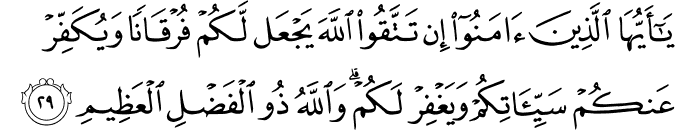 يَٰٓأَيُّهَا ٱلَّذِينَ ءَامَنُوٓا۟ إِن تَتَّقُوا۟ ٱللَّهَ يَجْعَل لَّكُمْ فُرْقَانًا وَيُكَفِّرْ
عَنكُمْ سَيِّـَٔاتِكُمْ وَيَغْفِرْ لَكُمْ ۗ وَٱللَّهُ ذُو ٱلْفَضْلِ ٱلْعَظِيمِ ٢٩